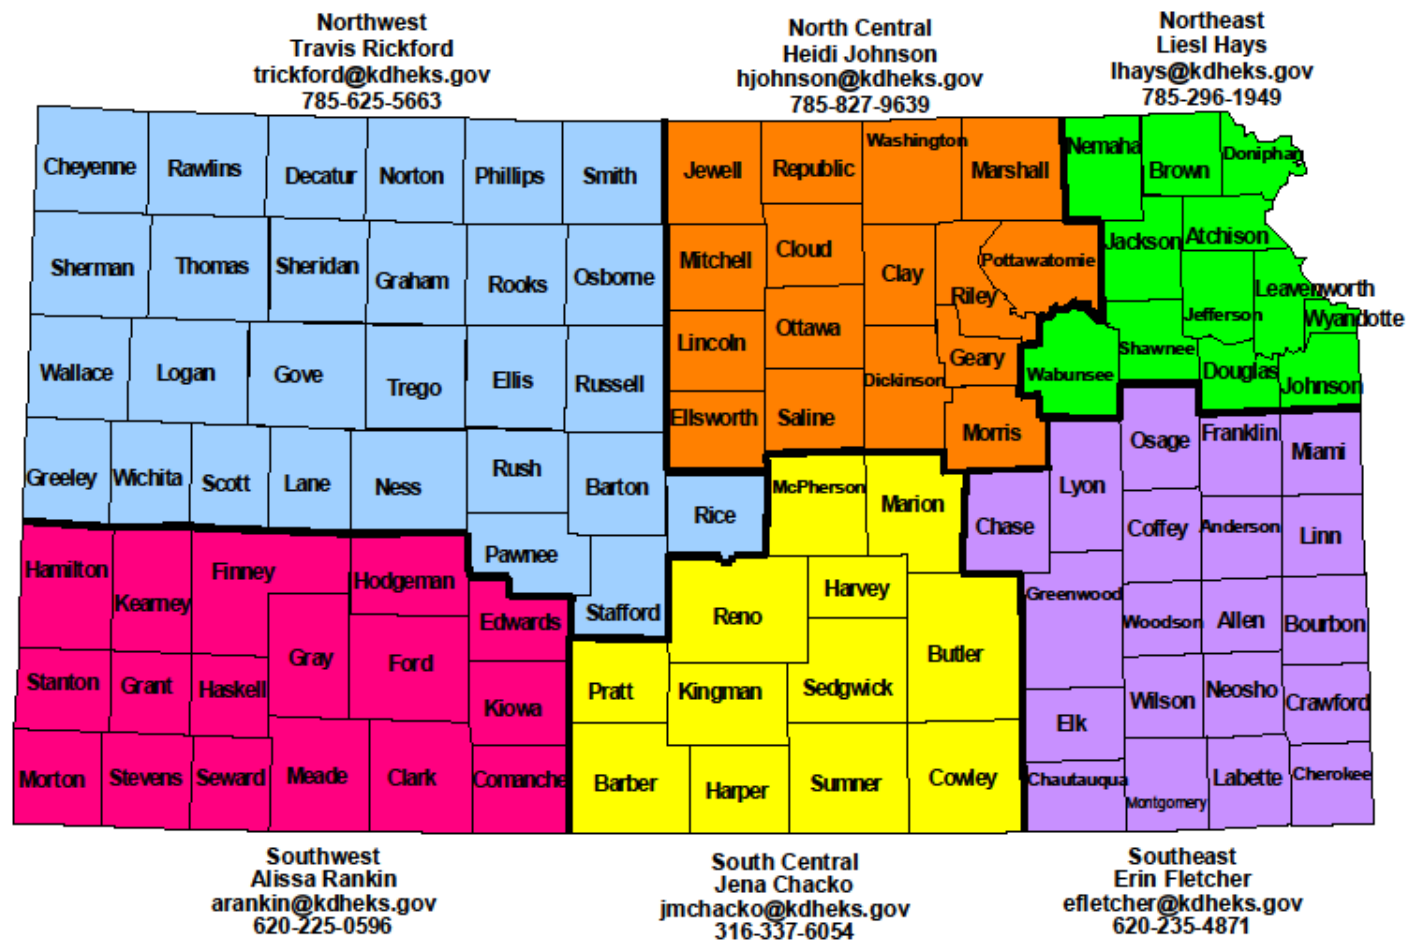 Northwest
Travis Rickford
trickford@kdheks.gov
785-625-5663
North Central
Heidi Johnson
hjohnson@kdheks.gov
785-827-9639
Northeast
Liesl Hays
lhays@kdheks.gov
785-296-1949
Cheyenne Rawlins Decatur Norton Phillips Smith Jewell Republic Washington Marshall Nemaha Brown Doniphan
Sherman Thomas Sheridan Graham Rooks Osborne Mitchell Cloud Clay Riley Pottawatomie Jackson Atchison
Leavenworth
Jefferson Wyandotte
Wallace Logan Gove Trego Ellis Russell Lincoln Ottawa Dickinson Geary Wabunsee Shawnee Douglas Johnson
Ellsworth Saline Morris
Greeley Wichita Scott Lane Ness Rush Barton Rice McPherson Marion Chase Lyon Osage Franklin Miami
Pawnee Coffey Anderson Linn
Hamilton Kearney Finney Hodgeman Edwards Stafford Reno Harvey Butler Greenwood Woodson Allen Bourbon
Stanton Grant Haskell Gray Ford Kiowa Pratt Kingman Sedgwick Elk Wilson Neosho Crawford
Morton Stevens Seward Meade Clark Comanche Barber Harper Sumner Cowley Chautauqua Montgomery Labette Cherokee
Southwest
Alissa Rankin
arankin@kdheks.gov
620-225-0596
South Central
Jena Chacko
jmchacko@kdheks.gov
316-337-6054
Southeast
Erin Fletcher
efletcher@kdheks.gov
620-235-4871